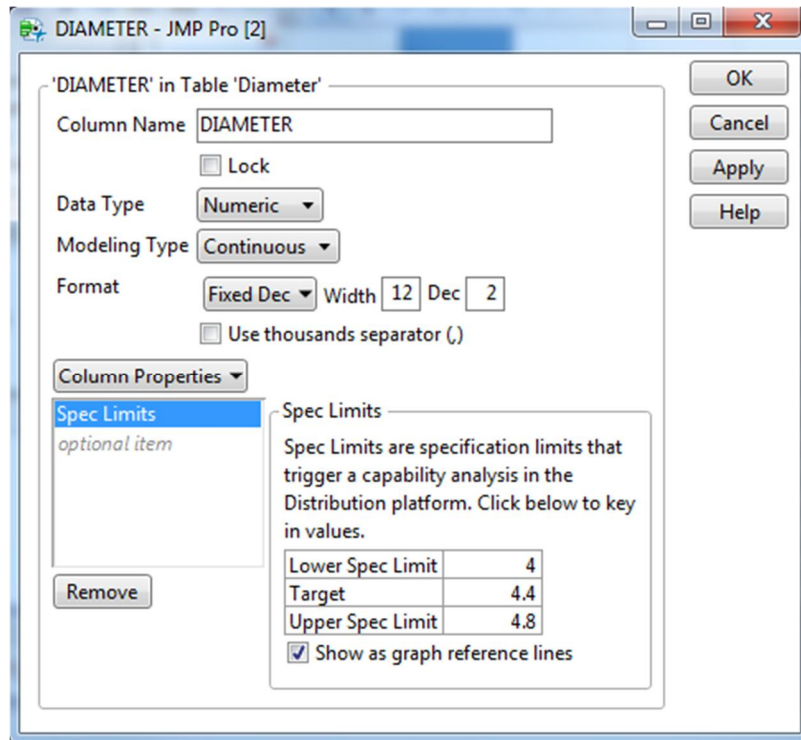 DIAMETER - JMP Pro [2]
'DIAMETER' in Table 'Diameter'
Column Name DIAMETER
Lock
Data Type Numeric
Modeling Type Continuous
Format Fixed Dec Width 12 Dec 2
Use thousands separator (,)
Column Properties
Spec Limits
optional item
Remove
Spec Limits
Spec Limits are specification limits that
trigger a capability analysis in the
Distribution platform. Click below to key
in values.
Lower Spec Limit 4
Target 4.4
Upper Spec Limit 4.8
Show as graph reference lines
OK
Cancel
Apply
Help